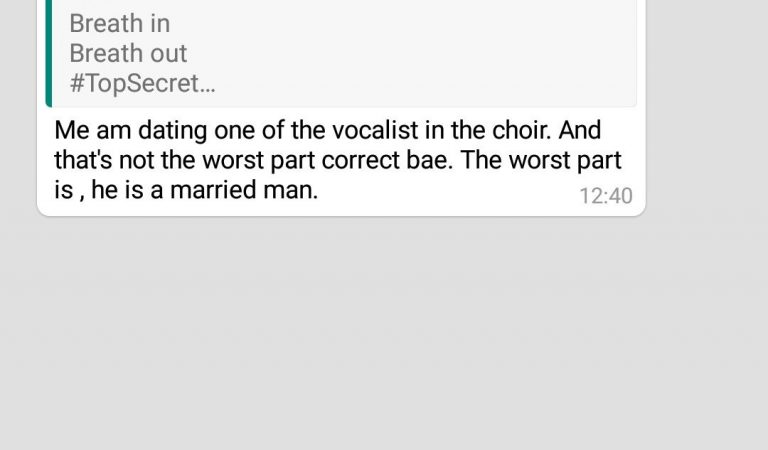 Breath in
Breath out
#TopSecret...
Me am dating one of the vocalist in the choir. And
that's not the worst part correct bae. The worst part
is , he is a married man.
12:40